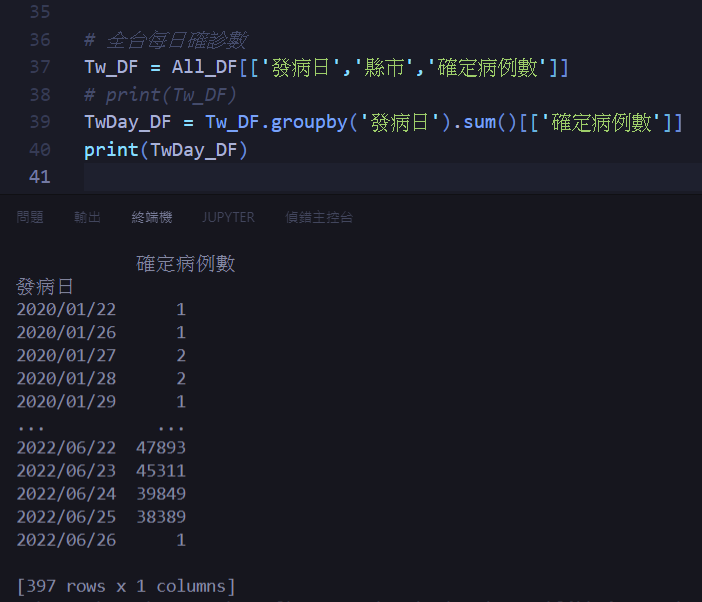 35
36 # 全台每日確診數
37 Tw_DF = All_DF[['發病日','縣市','確定病例數']]
38 # print(Tw_DF)
39 TwDay_DF = Tw_DF.groupby('發病日').sum()[['確定病例數']]
40 print(TwDay_DF)
41
問題 輸出 終端機 JUPYTER 偵錯主控台
確定病例數
發病日
2020/01/22 1
2020/01/26 1
2020/01/27 2
2020/01/28 2
2020/01/29 1
... ...
2022/06/22 47893
2022/06/23 45311
2022/06/24 39849
2022/06/25 38389
2022/06/26 1
[397 rows x 1 columns]